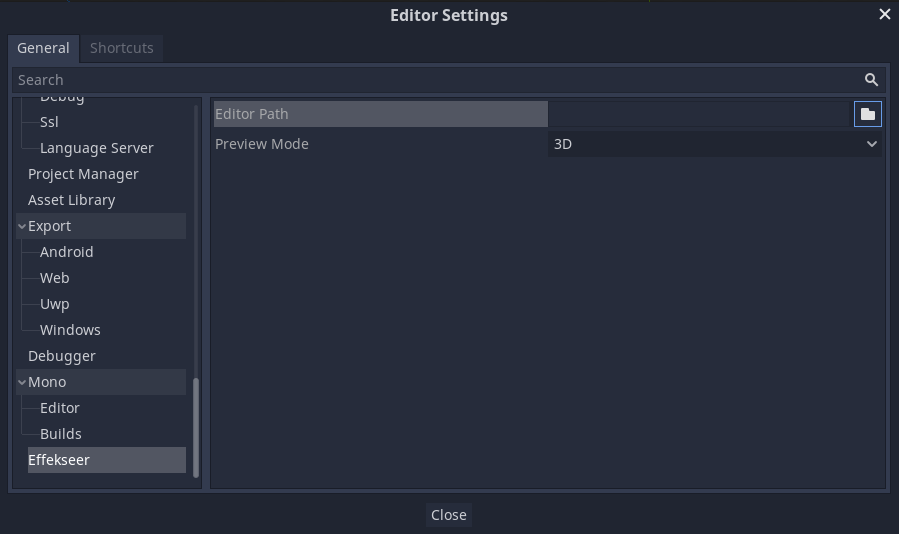 Editor Settings
General Shortcuts
Search
Debug
Ssl
Language Server
Project Manager
Asset Library
Export
Android
Web
Uwp
Windows
Debugger
Mono
Editor
Builds
Effekseer
Editor Path
Preview Mode 3D
Close